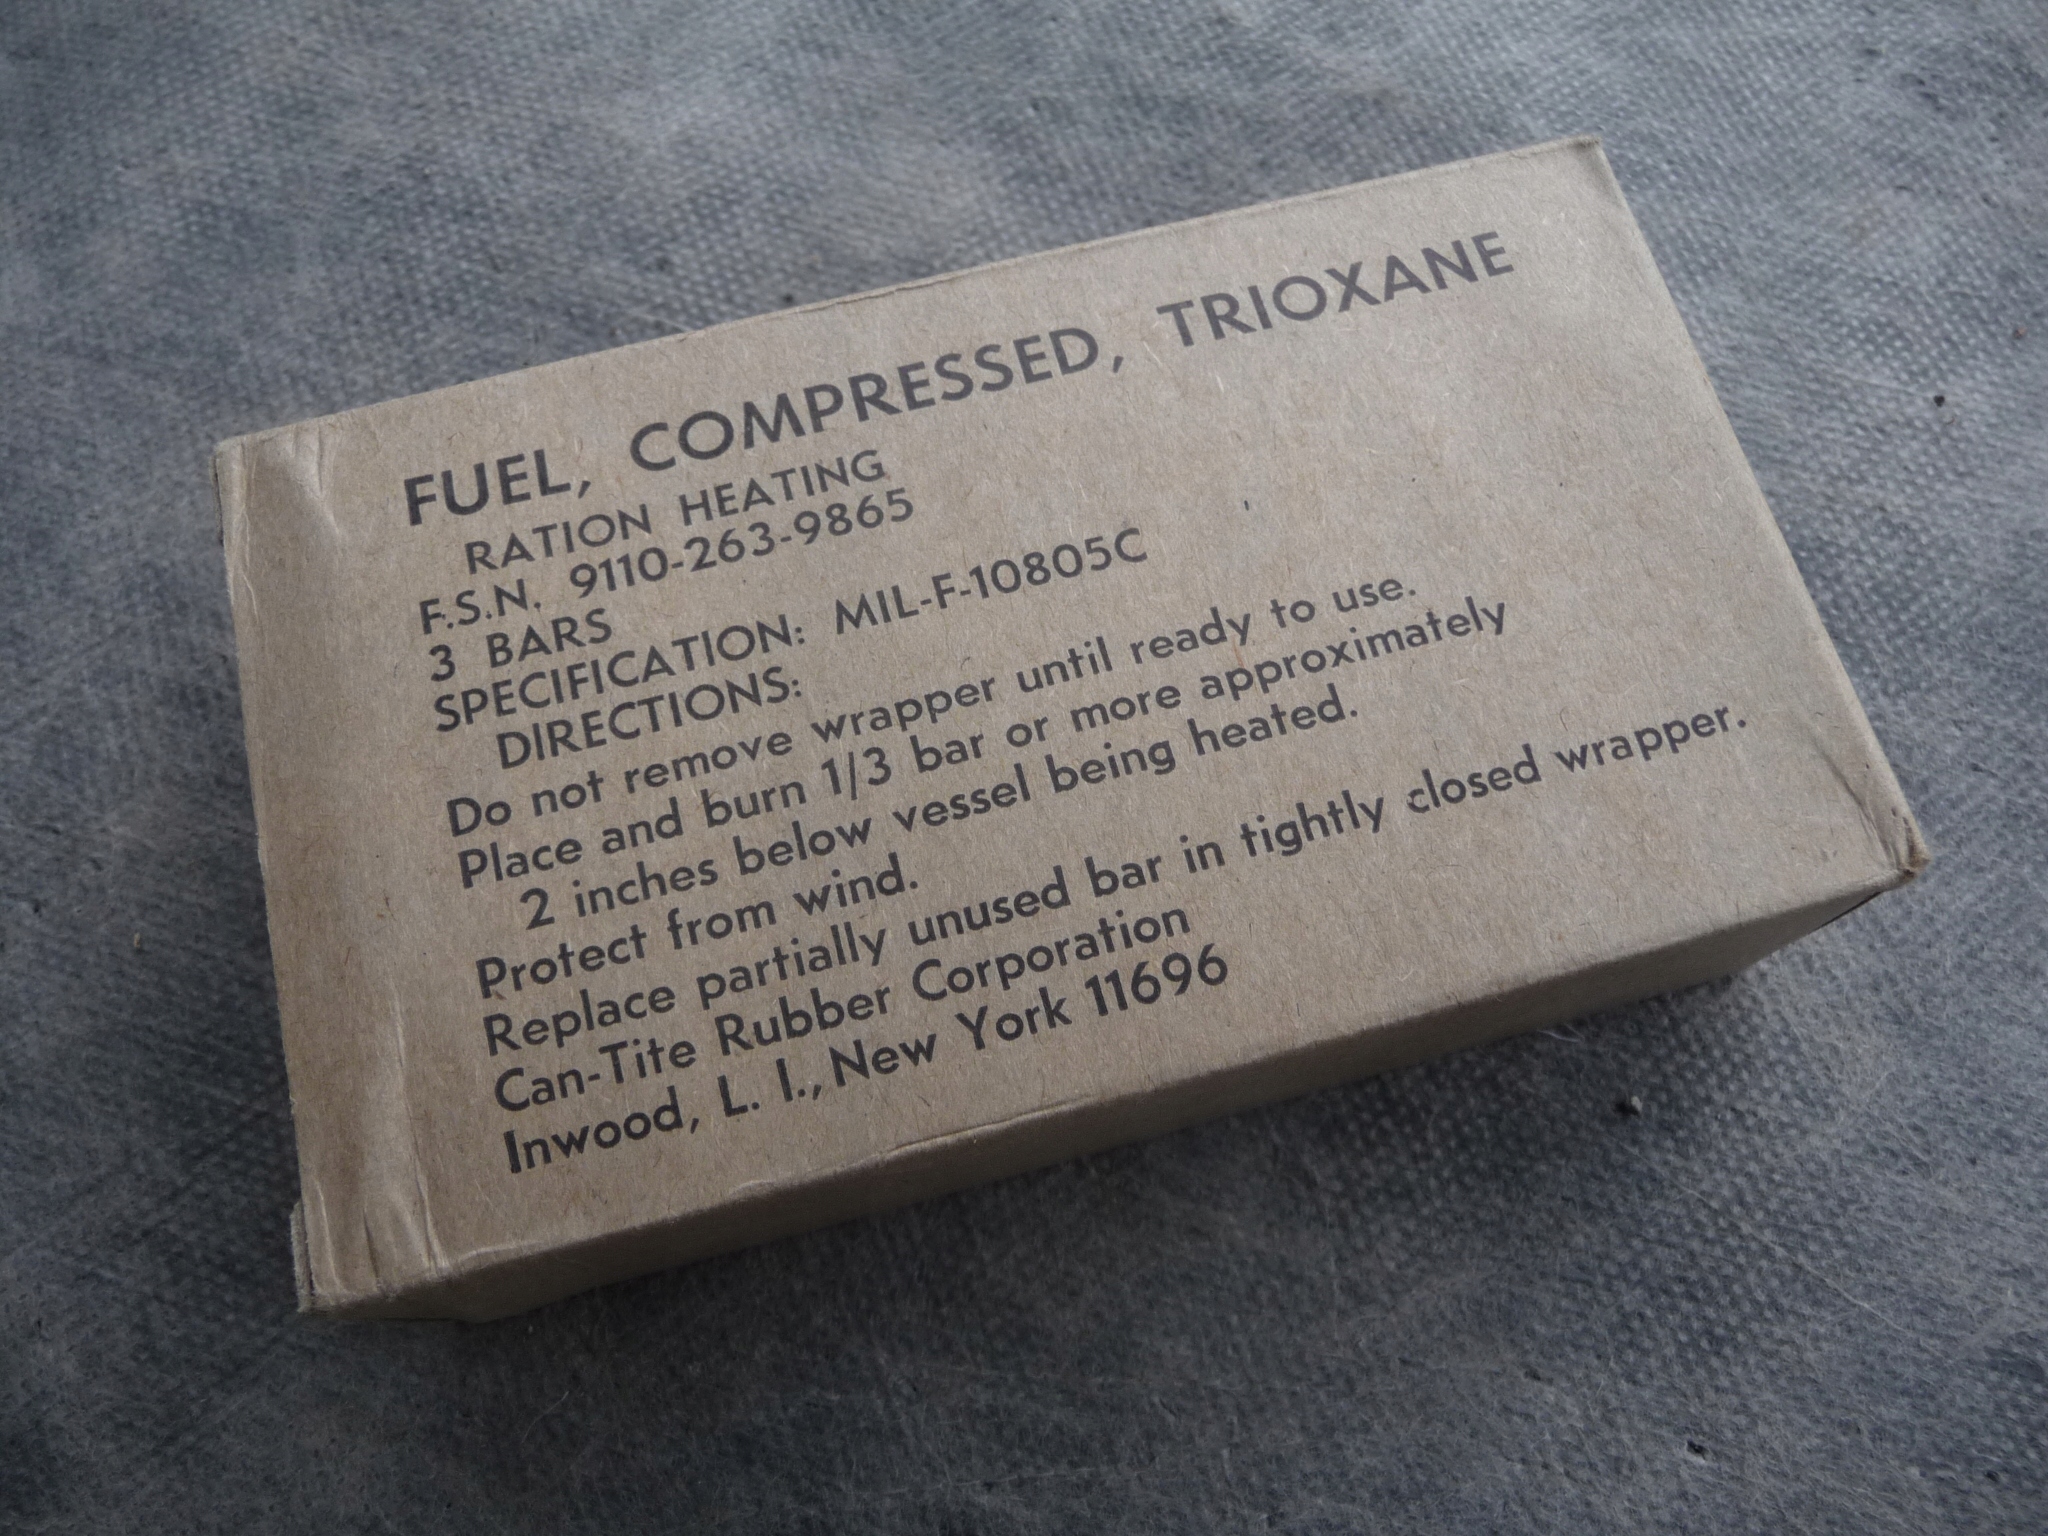 FUEL, COMPRESSED, TRIOXANE
RATION HEATING
F.S.N. 9110-263-9865
3 BARS
SPECIFICATION: MIL-F-10805C
DIRECTIONS:
Do not remove wrapper until ready to use.
Place and burn 1/3 bar or more approximately
2 inches below vessel being heated.
Protect from wind.
Replace partially unused bar in tightly closed wrapper.
Can-Tite Rubber Corporation
Inwood, L. I., New York 11696